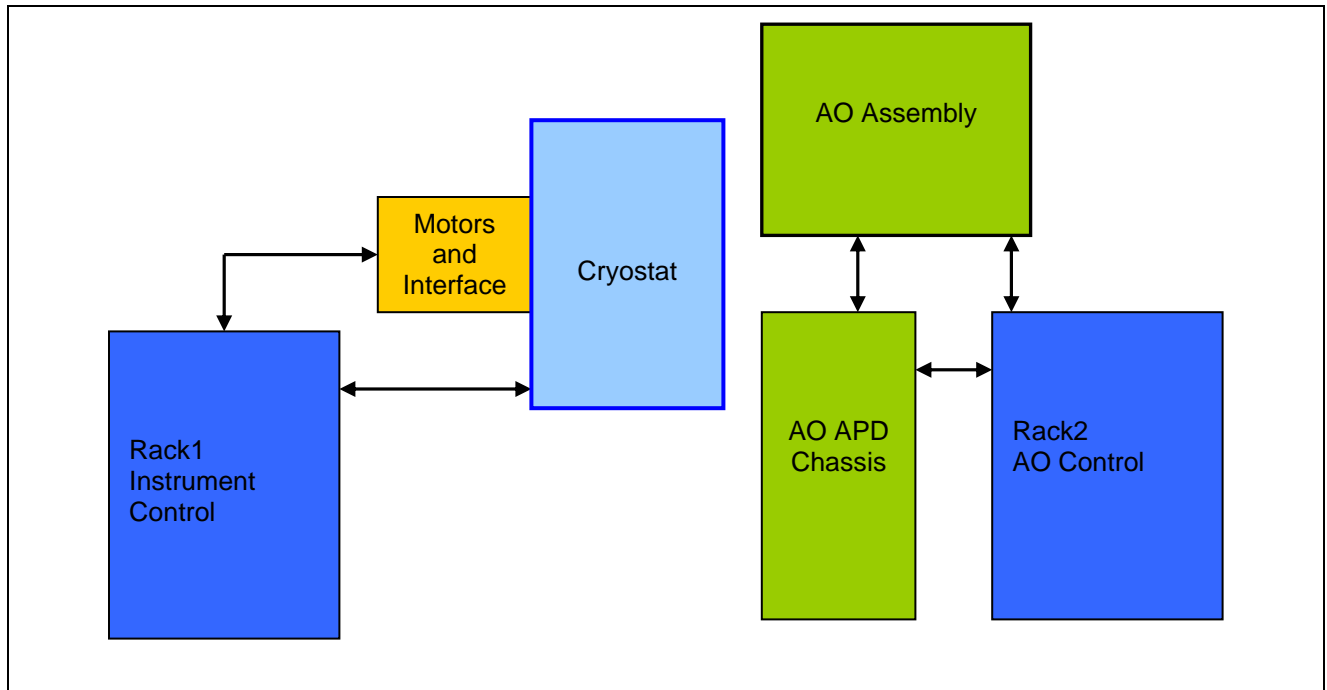 AO Assembly
Motors
and
Interface
Cryostat
Rack1
Instrument
Control
AO APD
Chassis
Rack2
AO Control